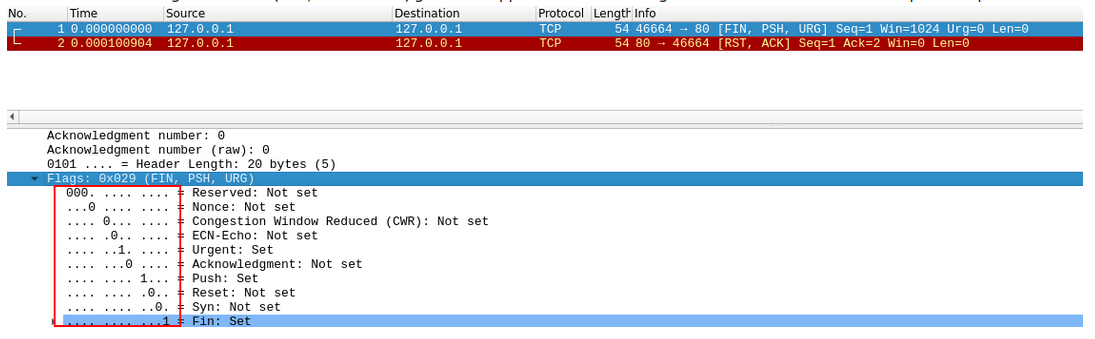 No. Time Source Destination Protocol Length Info
1 0.000000000 127.0.0.1 127.0.0.1 TCP 54 46664 → 80 [FIN, PSH, URG] Seq=1 Win=1024 Urg=0 Len=0
2 0.000100904 127.0.0.1 127.0.0.1 TCP 54 80 → 46664 [RST, ACK] Seq=1 Ack=2 Win=0 Len=0
Acknowledgment number: 0
Acknowledgment number (raw): 0
0101 .... = Header Length: 20 bytes (5)
Flags: 0x029 (FIN, PSH, URG)
000. .... .... = Reserved: Not set
...0 .... .... = Nonce: Not set
.... 0... .... = Congestion Window Reduced (CWR): Not set
.... .0.. .... = ECN-Echo: Not set
.... ..1. .... = Urgent: Set
.... ...0 .... = Acknowledgment: Not set
.... .... 1... = Push: Set
.... .... .0.. = Reset: Not set
.... .... ..0. = Syn: Not set
.... .... ...1 = Fin: Set